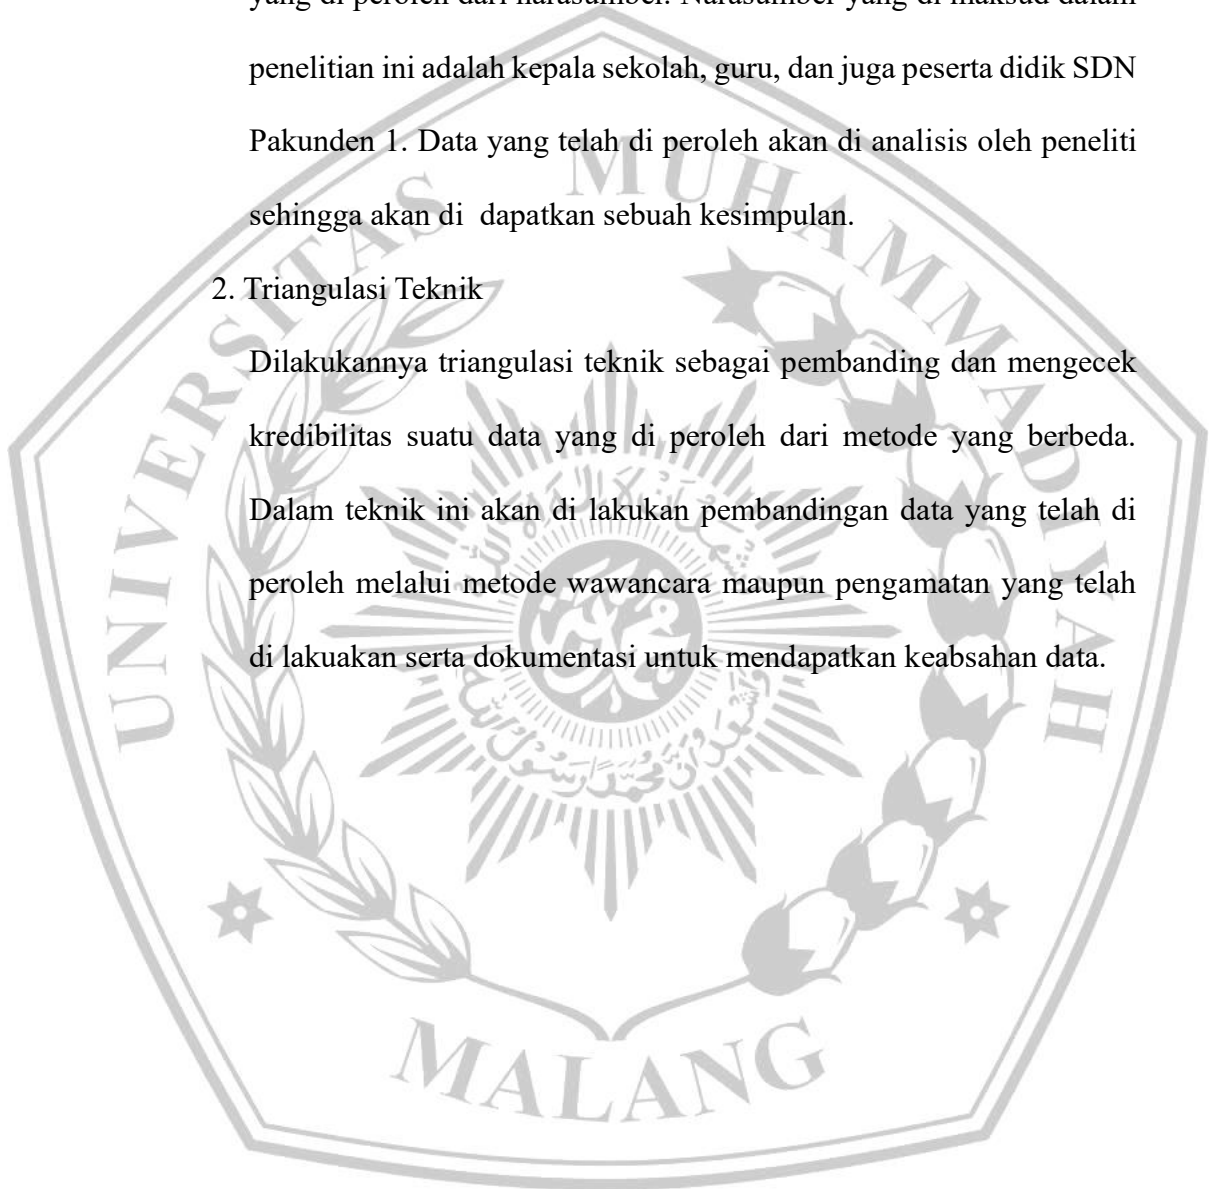 yang di peroleh dari narasumber. Narasumber yang di maksud dalam
penelitian ini adalah kepala sekolah, guru, dan juga peserta didik SDN
Pakunden 1. Data yang telah di peroleh akan di analisis oleh peneliti
sehingga akan di  dapatkan sebuah kesimpulan.
2. Triangulasi Teknik
Dilakukannya triangulasi teknik sebagai pembanding dan mengecek
kredibilitas suatu data yang di peroleh dari metode yang berbeda.
Dalam teknik ini akan di lakukan pembandingan data yang telah di
peroleh melalui metode wawancara maupun pengamatan yang telah
di lakuakan serta dokumentasi untuk mendapatkan keabsahan data.
UNIVERSITAS MUHAMMADIYAH
MALANG